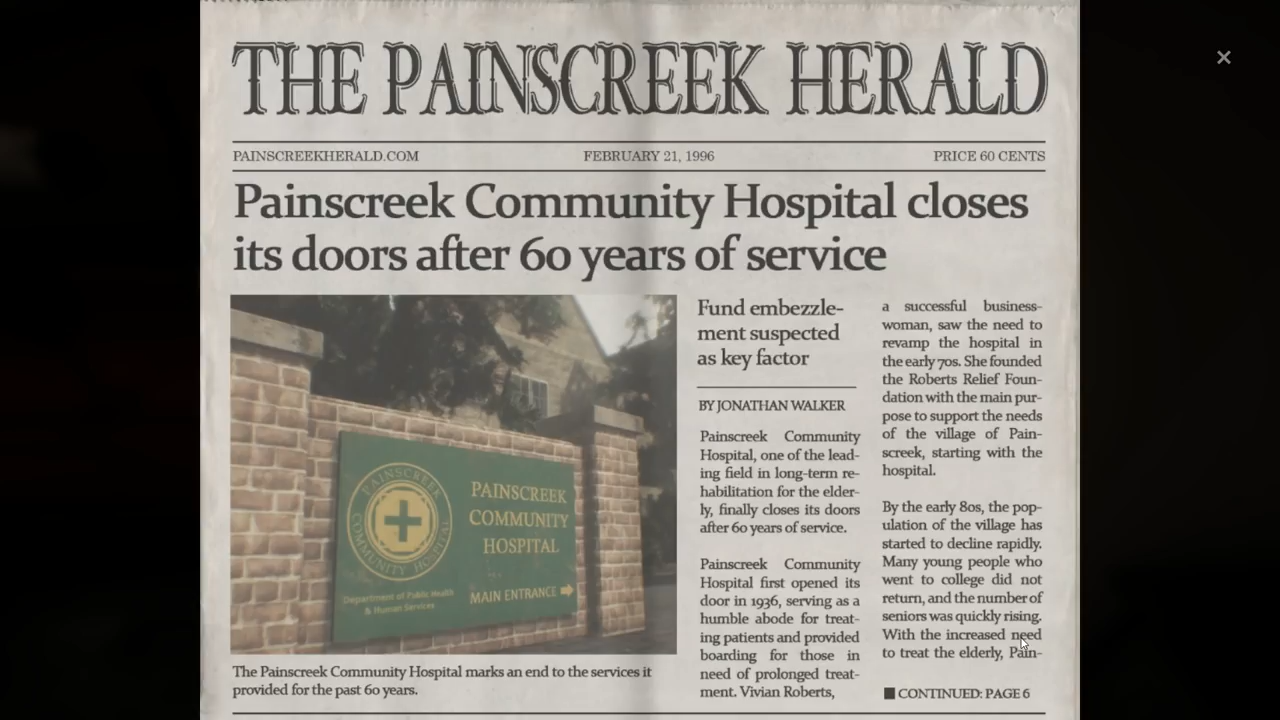 THE PAINSCREEK HERALD
PAINSCREEKHERALD.COM
FEBRUARY 21, 1996
PRICE 60 CENTS
Painscreek Community Hospital closes
its doors after 60 years of service
PAINSCREEK
COMMUNITY HOSPITAL
PAINSCREEK
COMMUNITY
HOSPITAL
MAIN ENTRANCE
Department of Public Health
& Human Services
The Painscreek Community Hospital marks an end to the services it
provided for the past 60 years.
Fund embezzle-
ment suspected
as key factor
BY JONATHAN WALKER
Painscreek Community
Hospital, one of the lead-
ing field in long-term re-
habilitation for the elder-
ly, finally closes its doors
after 60 years of service.
Painscreek Community
Hospital first opened its
door in 1936, serving as a
humble abode for treat-
ing patients and provided
boarding for those in
need of prolonged treat-
ment. Vivian Roberts,
a successful business-
woman, saw the need to
revamp the hospital in
the early 70s. She founded
the Roberts Relief Foun-
dation with the main pur-
pose to support the needs
of the village of Pain-
screek, starting with the
hospital.
By the early 80s, the pop-
ulation of the village has
started to decline rapidly.
Many young people who
went to college did not
return, and the number of
seniors was quickly rising.
With the increased need
to treat the elderly, Pain-
CONTINUED: PAGE 6